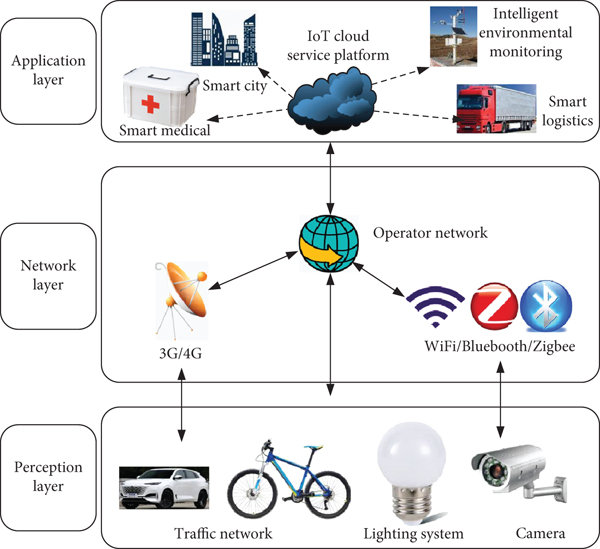 Application
layer
Smart medical
Smart city
IoT cloud
service platform
Intelligent
environmental
monitoring
Smart
logistics
Network
layer
Operator network
3G/4G
WiFi/Bluebooth/Zigbee
Perception
layer
Traffic network
Lighting system
Camera